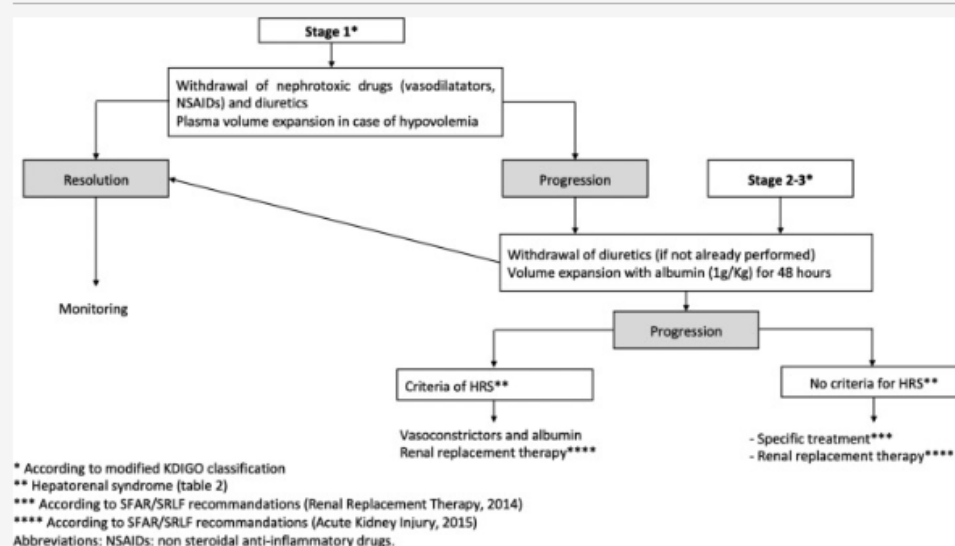 Stage 1*
Withdrawal of nephrotoxic drugs (vasodilatators,
NSAIDs) and diuretics
Plasma volume expansion in case of hypovolemia
Resolution
Progression
Stage 2-3*
Withdrawal of diuretics (if not already performed)
Volume expansion with albumin (1g/Kg) for 48 hours
Monitoring
Progression
Criteria of HRS**
No criteria for HRS**
Vasoconstrictors and albumin
Renal replacement therapy****
- Specific treatment***
- Renal replacement therapy****
* According to modified KDIGO classification
** Hepatorenal syndrome (table 2)
*** According to SFAR/SRLF recommandations (Renal Replacement Therapy, 2014)
**** According to SFAR/SRLF recommandations (Acute Kidney Injury, 2015)
Abbreviations: NSAIDs: non steroidal anti-inflammatory drugs.